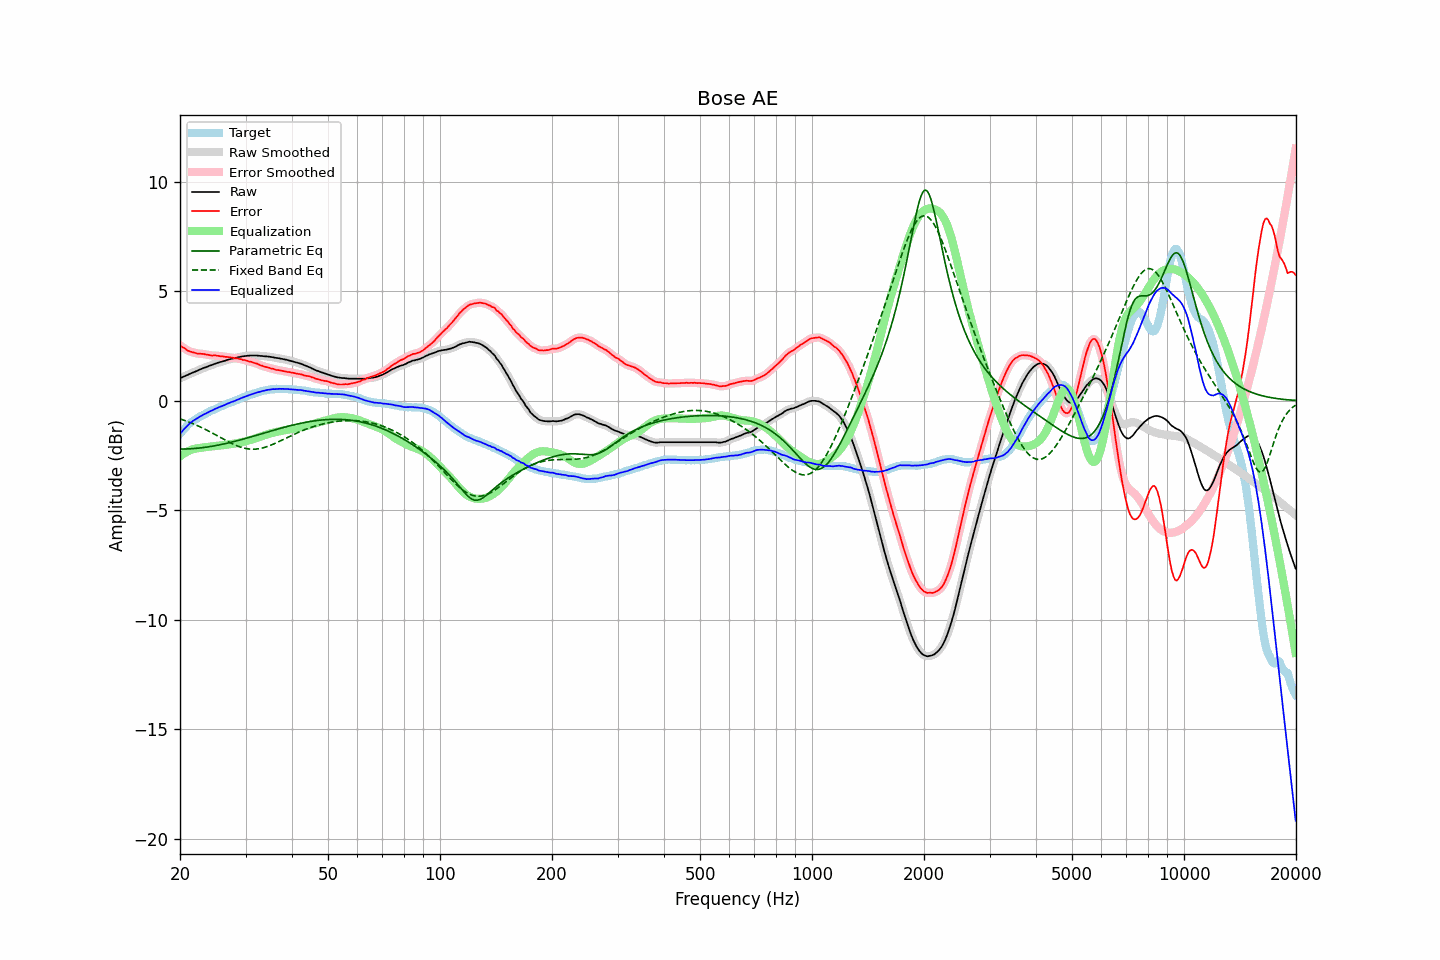 Bose AE
Target
Raw Smoothed
Error Smoothed
Raw
Error
Equalization
Parametric Eq
Fixed Band Eq
Equalized
Amplitude (dBr)
10
5
0
−5
−10
−15
−20
20 50 100 200 500 1000 2000 5000 10000 20000
Frequency (Hz)